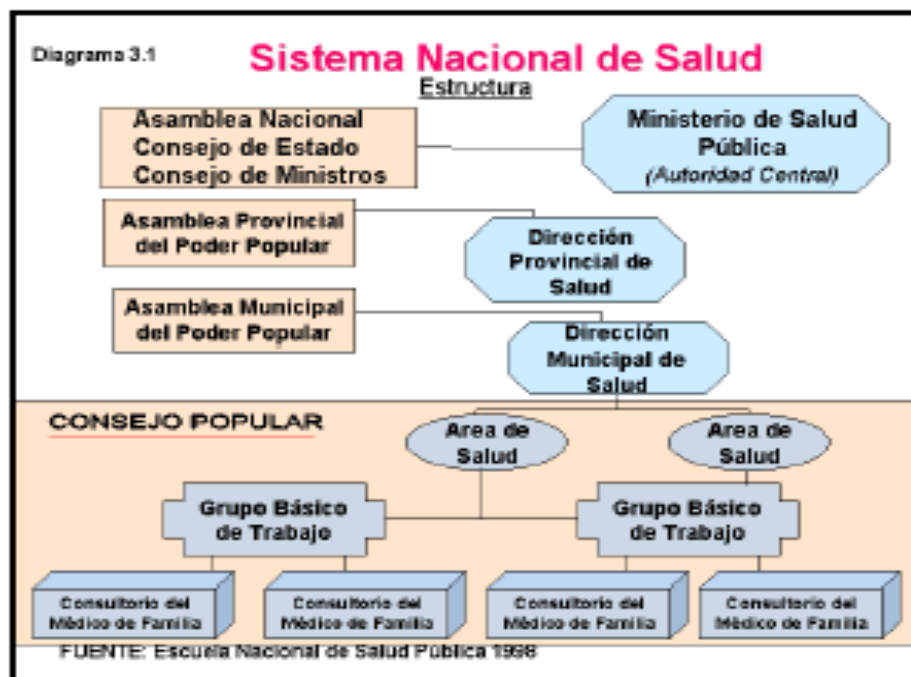 Diagrama 3.1
Sistema Nacional de Salud
Estructura
Asamblea Nacional
Consejo de Estado
Consejo de Ministros
Ministerio de Salud
Pública
(Autoridad Central)
Asamblea Provincial
del Poder Popular
Dirección
Provincial de
Salud
Asamblea Municipal
del Poder Popular
Dirección
Municipal de
Salud
CONSEJO POPULAR
Area de
Salud
Area de
Salud
Grupo Básico
de Trabajo
Grupo Básico
de Trabajo
Consultorio del
Médico de Familia
Consultorio del
Médico de Familia
Consultorio del
Médico de Familia
Consultorio del
Médico de Familia
FUENTE: Escuela Nacional de Salud Pública 1998